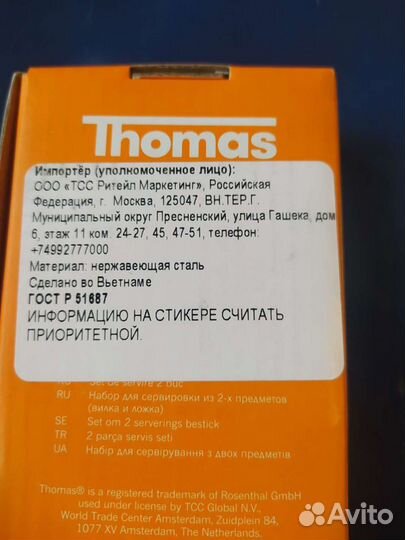 Thomas
Импортёр (уполномоченное лицо):
ООО «ТСС Ритейл Маркетинг», Российская
Федерация, г. Москва, 125047, ВН.ТЕР.Г.
Муниципальный округ Пресненский, улица Гашека, дом
6, этаж 11 ком. 24-27, 45, 47-51, телефон:
+74992777000
Материал: нержавеющая сталь
Сделано во Вьетнаме
ГОСТ Р 51687
ИНФОРМАЦИЮ НА СТИКЕРЕ СЧИТАТЬ
ПРИОРИТЕТНОЙ.
Set de servire 2 buc
RU Набор для сервировки из 2-х предметов
(вилка и ложка)
SE Set om 2 serverings bestick
TR 2 parça servis seti
UA Набір для сервірування з двох предметів
Thomas® is a registered trademark of Rosenthal GmbH
used under license by TCC Global N.V.,
World Trade Center Amsterdam, Zuidplein 84,
1077 XV Amsterdam, The Netherlands.
Avito